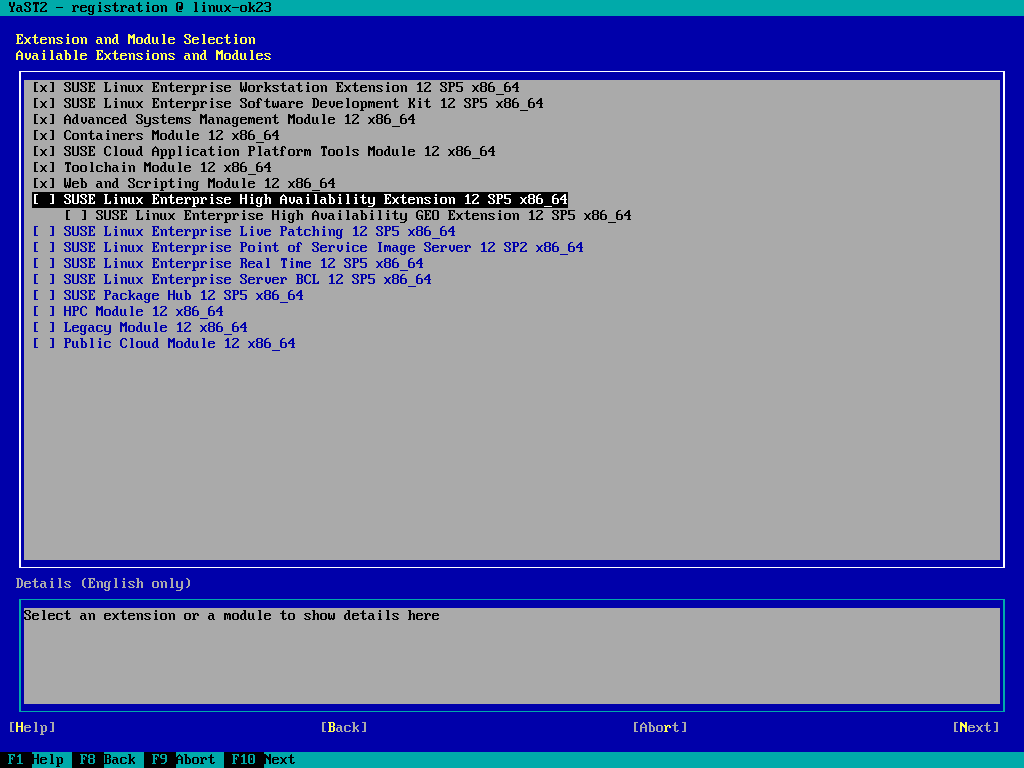 YaST2 - registration @ linux-ok23
Extension and Module Selection
Available Extensions and Modules
[x] SUSE Linux Enterprise Workstation Extension 12 SP5 x86_64
[x] SUSE Linux Enterprise Software Development Kit 12 SP5 x86_64
[x] Advanced Systems Management Module 12 x86_64
[x] Containers Module 12 x86_64
[x] SUSE Cloud Application Platform Tools Module 12 x86_64
[x] Toolchain Module 12 x86_64
[x] Web and Scripting Module 12 x86_64
[ ] SUSE Linux Enterprise High Availability Extension 12 SP5 x86_64
[ ] SUSE Linux Enterprise High Availability GEO Extension 12 SP5 x86_64
[ ] SUSE Linux Enterprise Live Patching 12 SP5 x86_64
[ ] SUSE Linux Enterprise Point of Service Image Server 12 SP2 x86_64
[ ] SUSE Linux Enterprise Real Time 12 SP5 x86_64
[ ] SUSE Linux Enterprise Server BCL 12 SP5 x86_64
[ ] SUSE Package Hub 12 SP5 x86_64
[ ] HPC Module 12 x86_64
[ ] Legacy Module 12 x86_64
[ ] Public Cloud Module 12 x86_64
Details (English only)
Select an extension or a module to show details here
[Help] [Back] [Abort] [Next]
F1 Help F8 Back F9 Abort F10 Next